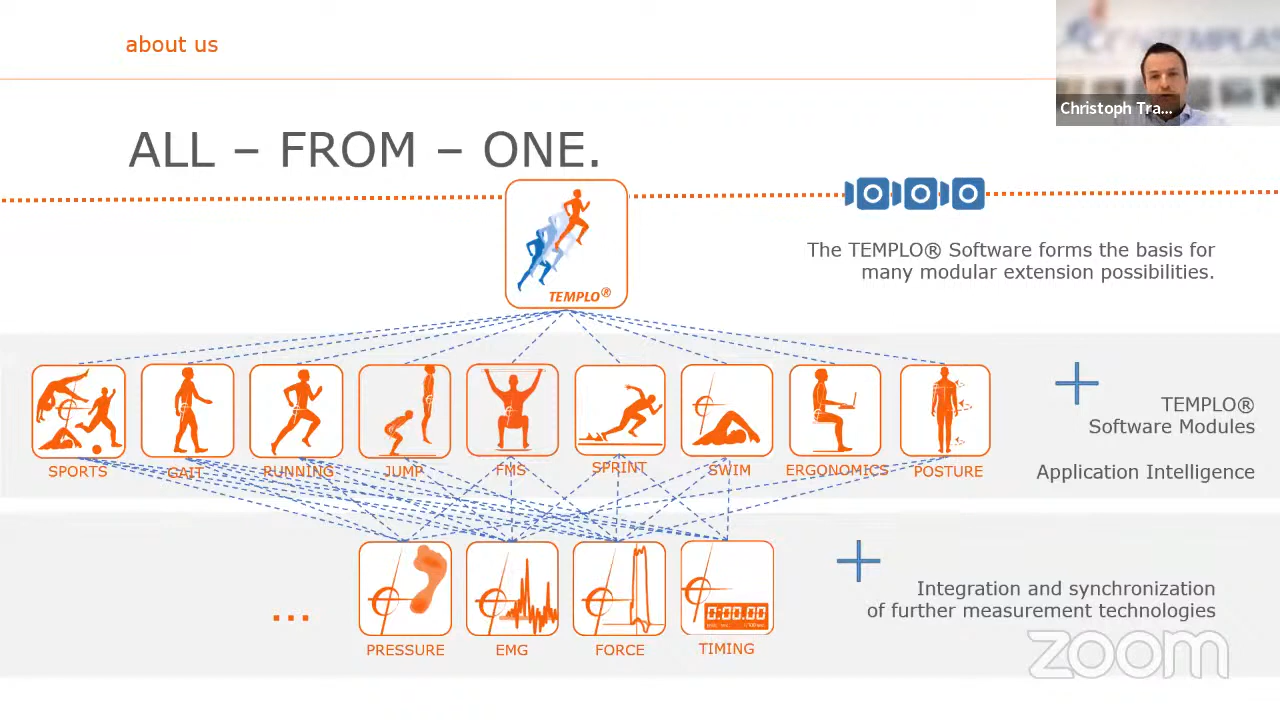 about us
Christoph Tra...
ALL – FROM – ONE.
TEMPLO®
The TEMPLO® Software forms the basis for
many modular extension possibilities.
SPORTS
GAIT
RUNNING
JUMP
FMS
SPRINT
SWIM
ERGONOMICS
POSTURE
TEMPLO®
Software Modules
Application Intelligence
...
0:00.00
PRESSURE
EMG
FORCE
TIMING
Integration and synchronization
of further measurement technologies
zoom